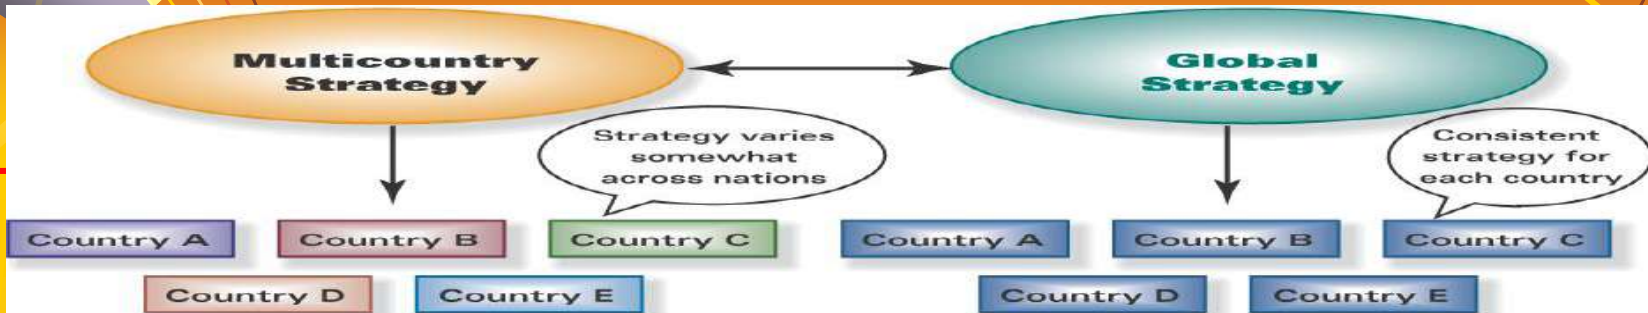 Multicountry
Strategy
Global
Strategy
Strategy varies
somewhat
across nations
Consistent
strategy for
each country
Country A
Country B
Country C
Country A
Country B
Country C
Country D
Country E
Country D
Country E